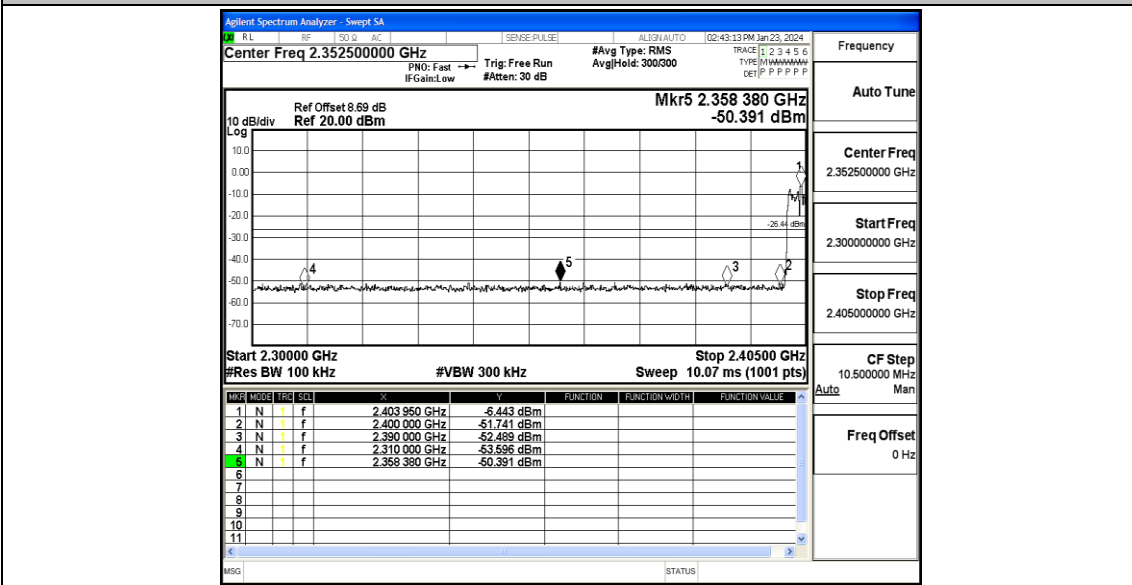 Agilent Spectrum Analyzer - Swept SA
RL RF 50 Ω AC SENSE:PULSE ALIGNAUTO 02:43:13 PM Jan 23, 2024
Center Freq 2.352500000 GHz
PNO: Fast
IFGain:Low
Trig: Free Run
#Atten: 30 dB
#Avg Type: RMS
Avg|Hold: 300/300
TRACE 1 2 3 4 5 6
TYPE M
DET P P P P P P
Mkr5 2.358 380 GHz
-50.391 dBm
Ref Offset 8.69 dB
10 dB/div Ref 20.00 dBm
Log
10.0
0.00
-10.0
-20.0
-30.0
-40.0
-50.0
-60.0
-70.0
1
-26.44 dBm
4
5
3
2
Start 2.30000 GHz Stop 2.40500 GHz
#Res BW 100 kHz #VBW 300 kHz Sweep 10.07 ms (1001 pts)
MKR MODE TRC SCL X Y FUNCTION FUNCTION WIDTH FUNCTION VALUE
1 N 1 f 2.403 950 GHz -6.443 dBm
2 N 1 f 2.400 000 GHz -51.741 dBm
3 N 1 f 2.390 000 GHz -52.489 dBm
4 N 1 f 2.310 000 GHz -53.596 dBm
5 N 1 f 2.358 380 GHz -50.391 dBm
6
7
8
9
10
11
MSG STATUS
Frequency
Auto Tune
Center Freq
2.352500000 GHz
Start Freq
2.300000000 GHz
Stop Freq
2.405000000 GHz
CF Step
10.500000 MHz
Auto Man
Freq Offset
0 Hz